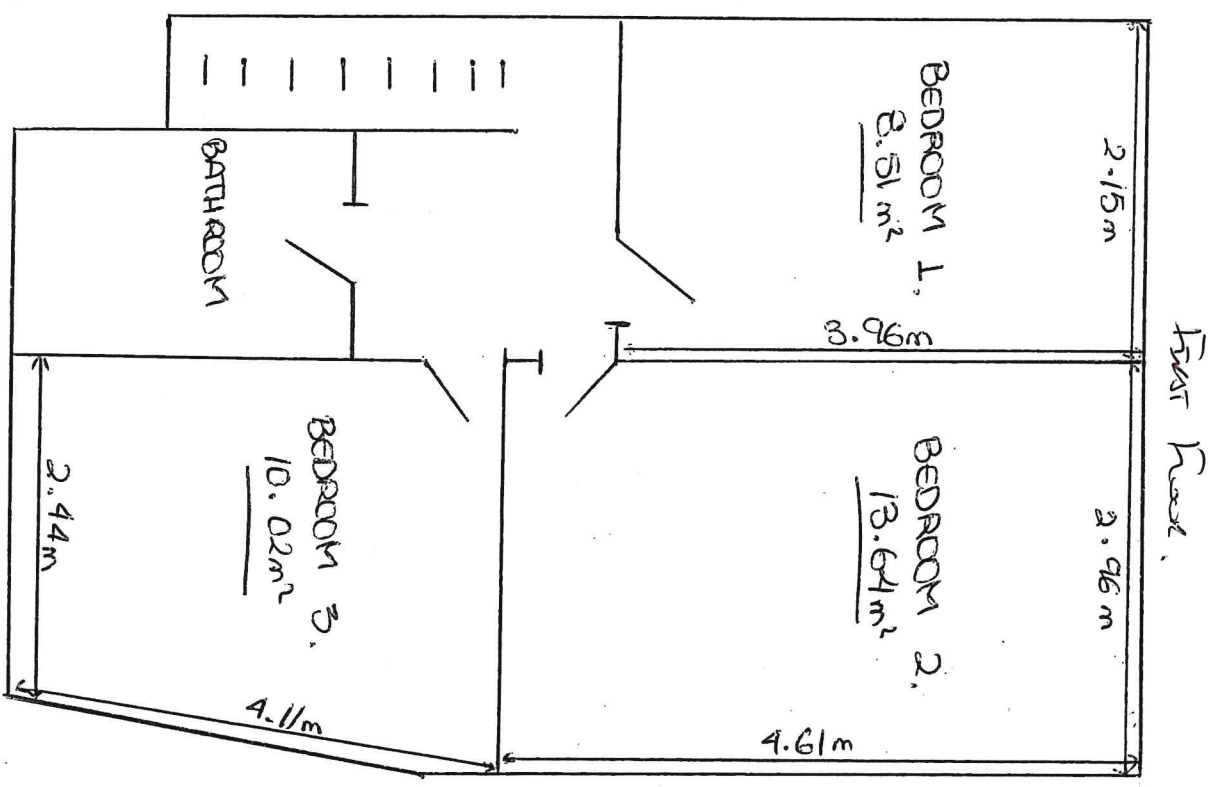 First Floor.
2.15m
2.96m
BEDROOM 1.
8.51m²
3.96m
BEDROOM 2.
13.64m²
4.61m
BATHROOM
BEDROOM 3.
10.02m²
2.44m
4.11m